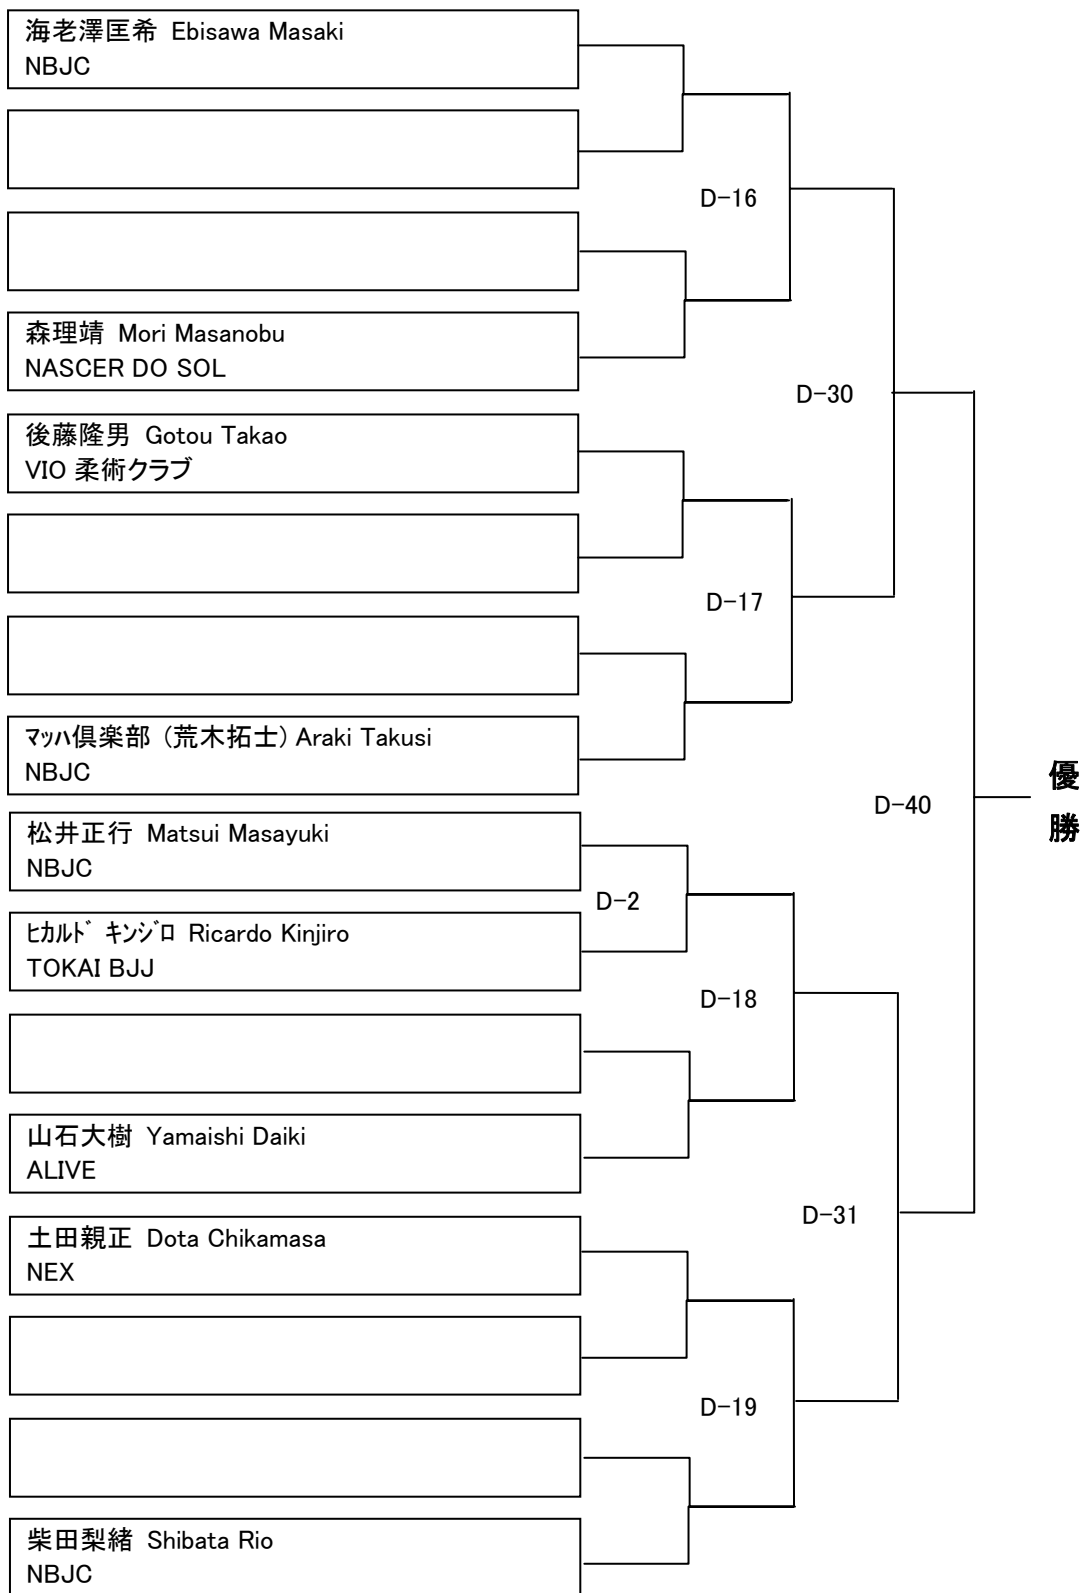 海老澤匡希 Ebisawa Masaki
NBJC
D-16
森理靖 Mori Masanobu
NASCER DO SOL
D-30
後藤隆男 Gotou Takao
VIO 柔術クラブ
D-17
ﾏｯﾊ倶楽部（荒木拓士）Araki Takusi
NBJC
D-40
優
勝
松井正行 Matsui Masayuki
NBJC
D-2
ﾋｶﾙﾄﾞ ｷﾝｼﾞﾛ Ricardo Kinjiro
TOKAI BJJ
D-18
山石大樹 Yamaishi Daiki
ALIVE
D-31
土田親正 Dota Chikamasa
NEX
D-19
柴田梨緒 Shibata Rio
NBJC